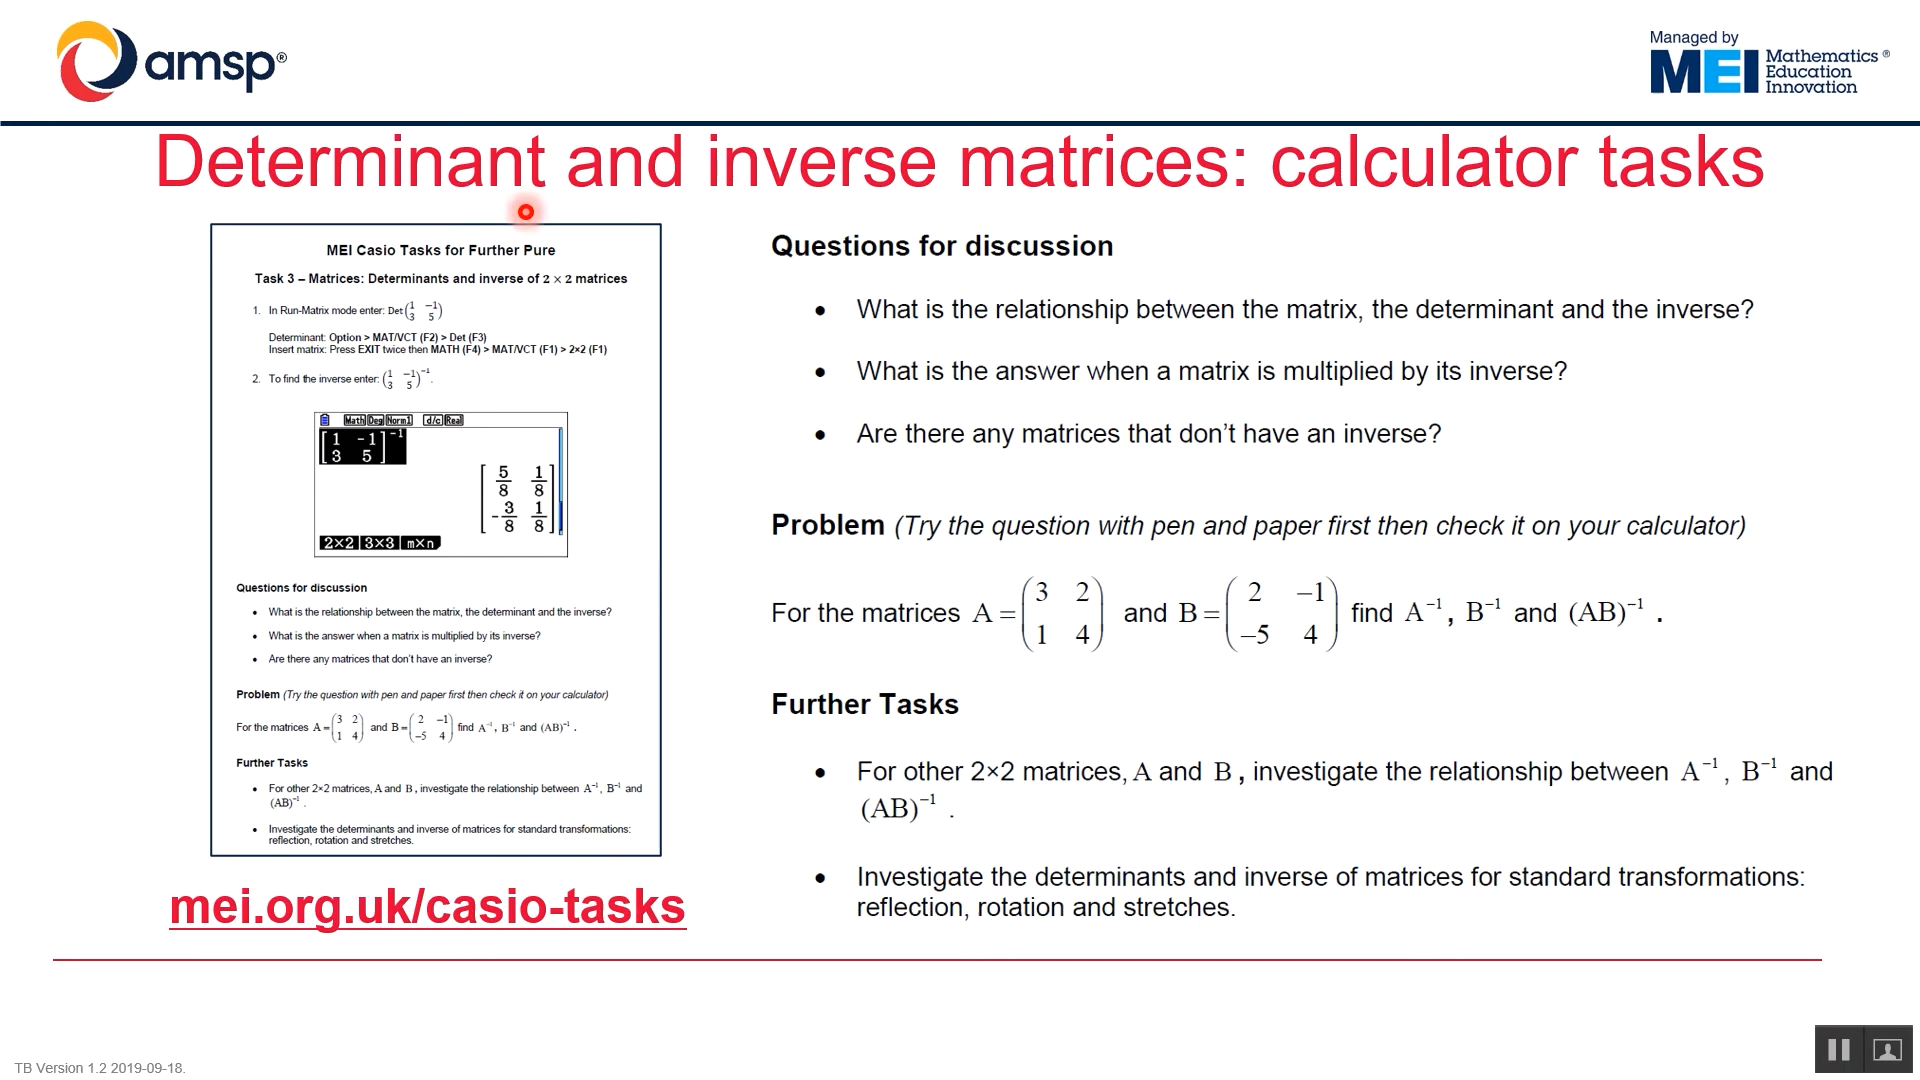 amsp®
Managed by
MEI Mathematics ®
Education
Innovation
Determinant and inverse matrices: calculator tasks
MEI Casio Tasks for Further Pure
Task 3 – Matrices: Determinants and inverse of 2 × 2 matrices
1. In Run-Matrix mode enter: Det (1 −1
3 5)
Determinant: Option > MAT/VCT (F2) > Det (F3)
Insert matrix: Press EXIT twice then MATH (F4) > MAT/VCT (F1) > 2×2 (F1)
2. To find the inverse enter: (1 −1
3 5)⁻¹.
Math Deg Norm1 d/c Real
[1 -1
3 5]⁻¹
[5/8 1/8
-3/8 1/8]
2×2 3×3 m×n
Questions for discussion
• What is the relationship between the matrix, the determinant and the inverse?
• What is the answer when a matrix is multiplied by its inverse?
• Are there any matrices that don't have an inverse?
Problem (Try the question with pen and paper first then check it on your calculator)
For the matrices A = (3 2
1 4) and B = (2 −1
−5 4) find A⁻¹, B⁻¹ and (AB)⁻¹ .
Further Tasks
• For other 2×2 matrices, A and B , investigate the relationship between A⁻¹, B⁻¹ and
(AB)⁻¹ .
• Investigate the determinants and inverse of matrices for standard transformations:
reflection, rotation and stretches.
mei.org.uk/casio-tasks
Questions for discussion
• What is the relationship between the matrix, the determinant and the inverse?
• What is the answer when a matrix is multiplied by its inverse?
• Are there any matrices that don’t have an inverse?
Problem (Try the question with pen and paper first then check it on your calculator)
For the matrices A = (3 2
1 4) and B = (2 −1
−5 4) find A⁻¹ , B⁻¹ and (AB)⁻¹ .
Further Tasks
• For other 2×2 matrices, A and B , investigate the relationship between A⁻¹ , B⁻¹ and
(AB)⁻¹ .
• Investigate the determinants and inverse of matrices for standard transformations:
reflection, rotation and stretches.
TB Version 1.2 2019-09-18.